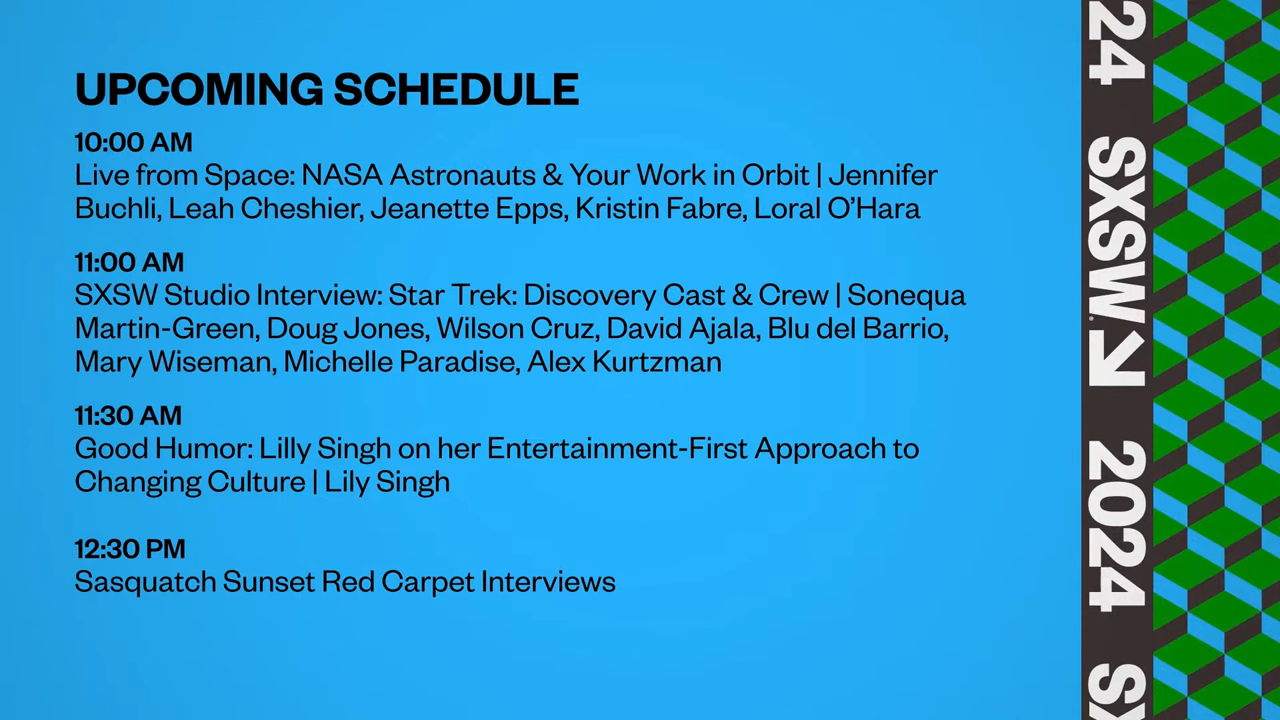 UPCOMING SCHEDULE
10:00 AM
Live from Space: NASA Astronauts & Your Work in Orbit | Jennifer
Buchli, Leah Cheshier, Jeanette Epps, Kristin Fabre, Loral O’Hara
11:00 AM
SXSW Studio Interview: Star Trek: Discovery Cast & Crew | Sonequa
Martin-Green, Doug Jones, Wilson Cruz, David Ajala, Blu del Barrio,
Mary Wiseman, Michelle Paradise, Alex Kurtzman
11:30 AM
Good Humor: Lilly Singh on her Entertainment-First Approach to
Changing Culture | Lily Singh
12:30 PM
Sasquatch Sunset Red Carpet Interviews
24
SXSW
2024
SX